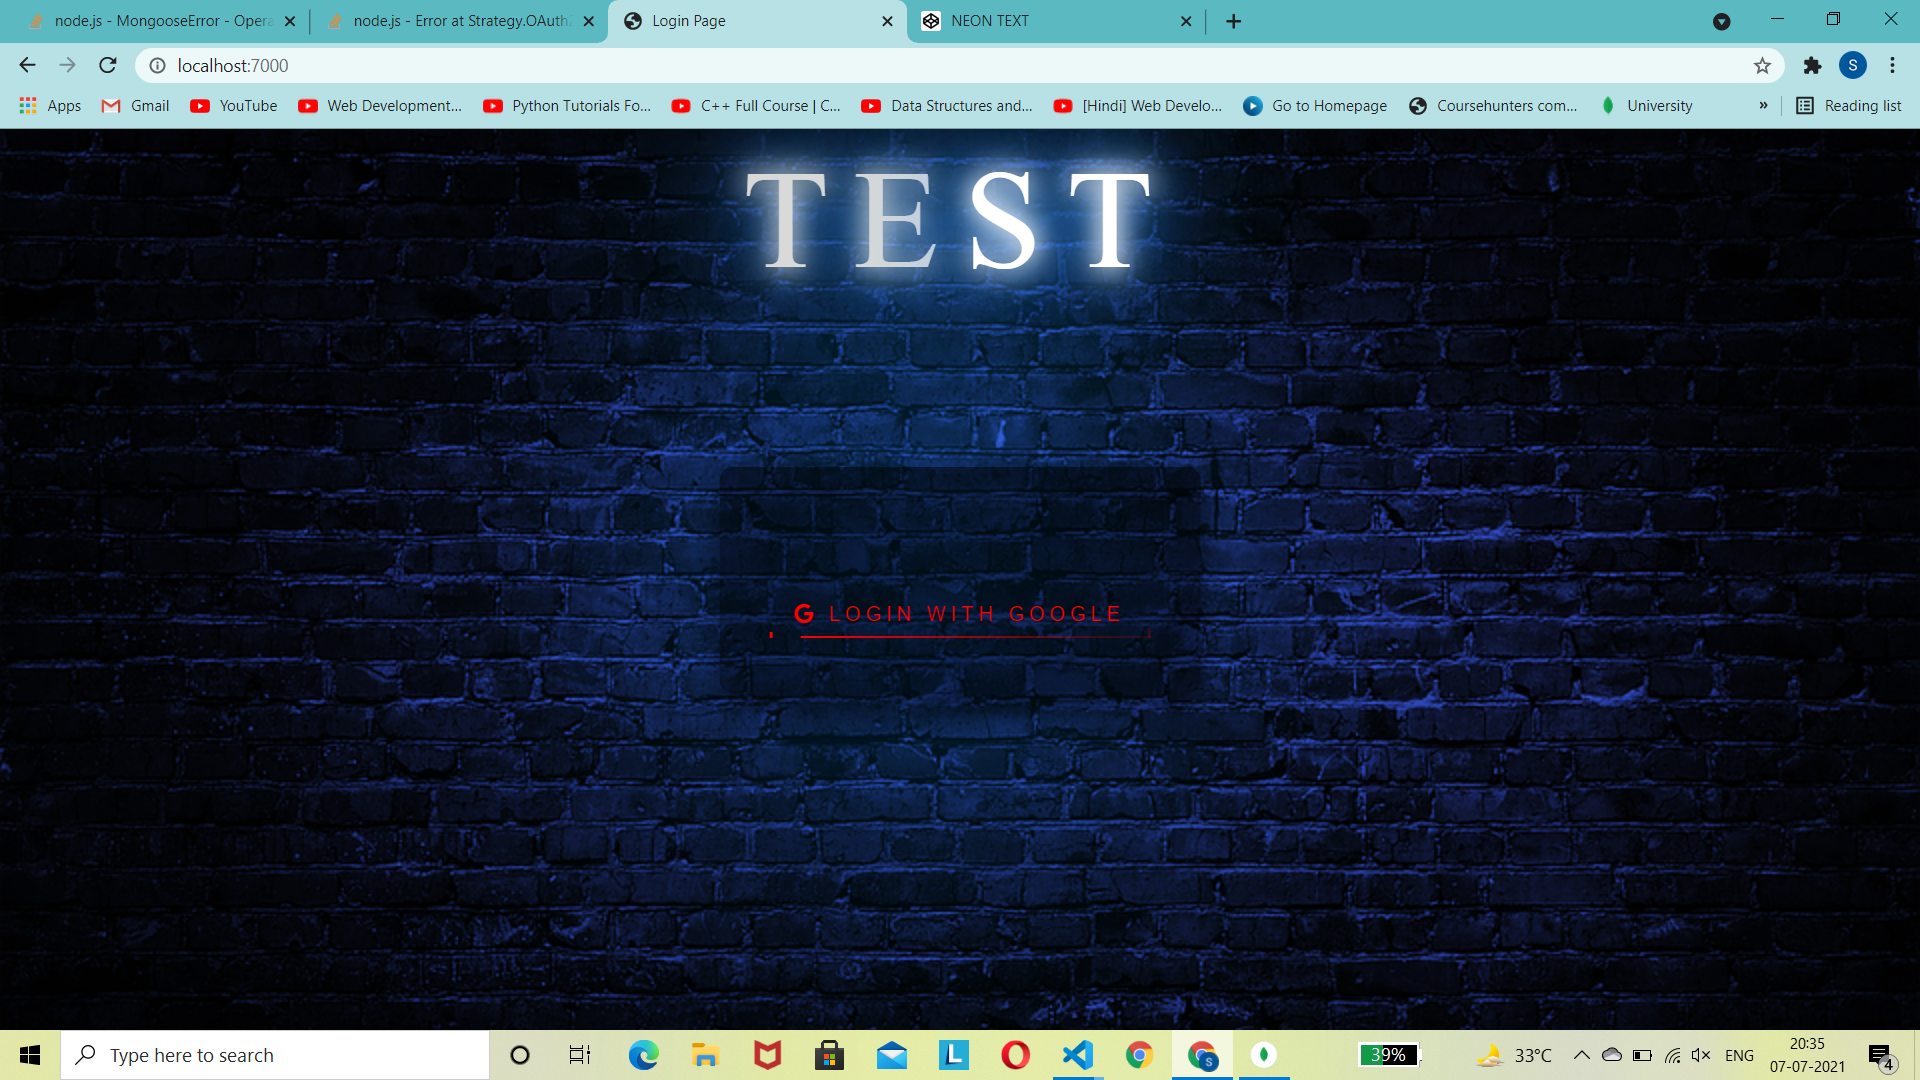 node.js - MongooseError - Opera
node.js - Error at Strategy.OAuth2
Login Page
NEON TEXT
localhost:7000
S
Apps
Gmail
YouTube
Web Development...
Python Tutorials Fo...
C++ Full Course | C...
Data Structures and...
[Hindi] Web Develo...
Go to Homepage
Coursehunters com...
University
»
Reading list
TEST
G LOGIN WITH GOOGLE
Type here to search
L
S
39%
33°C
ENG
20:35
07-07-2021
4